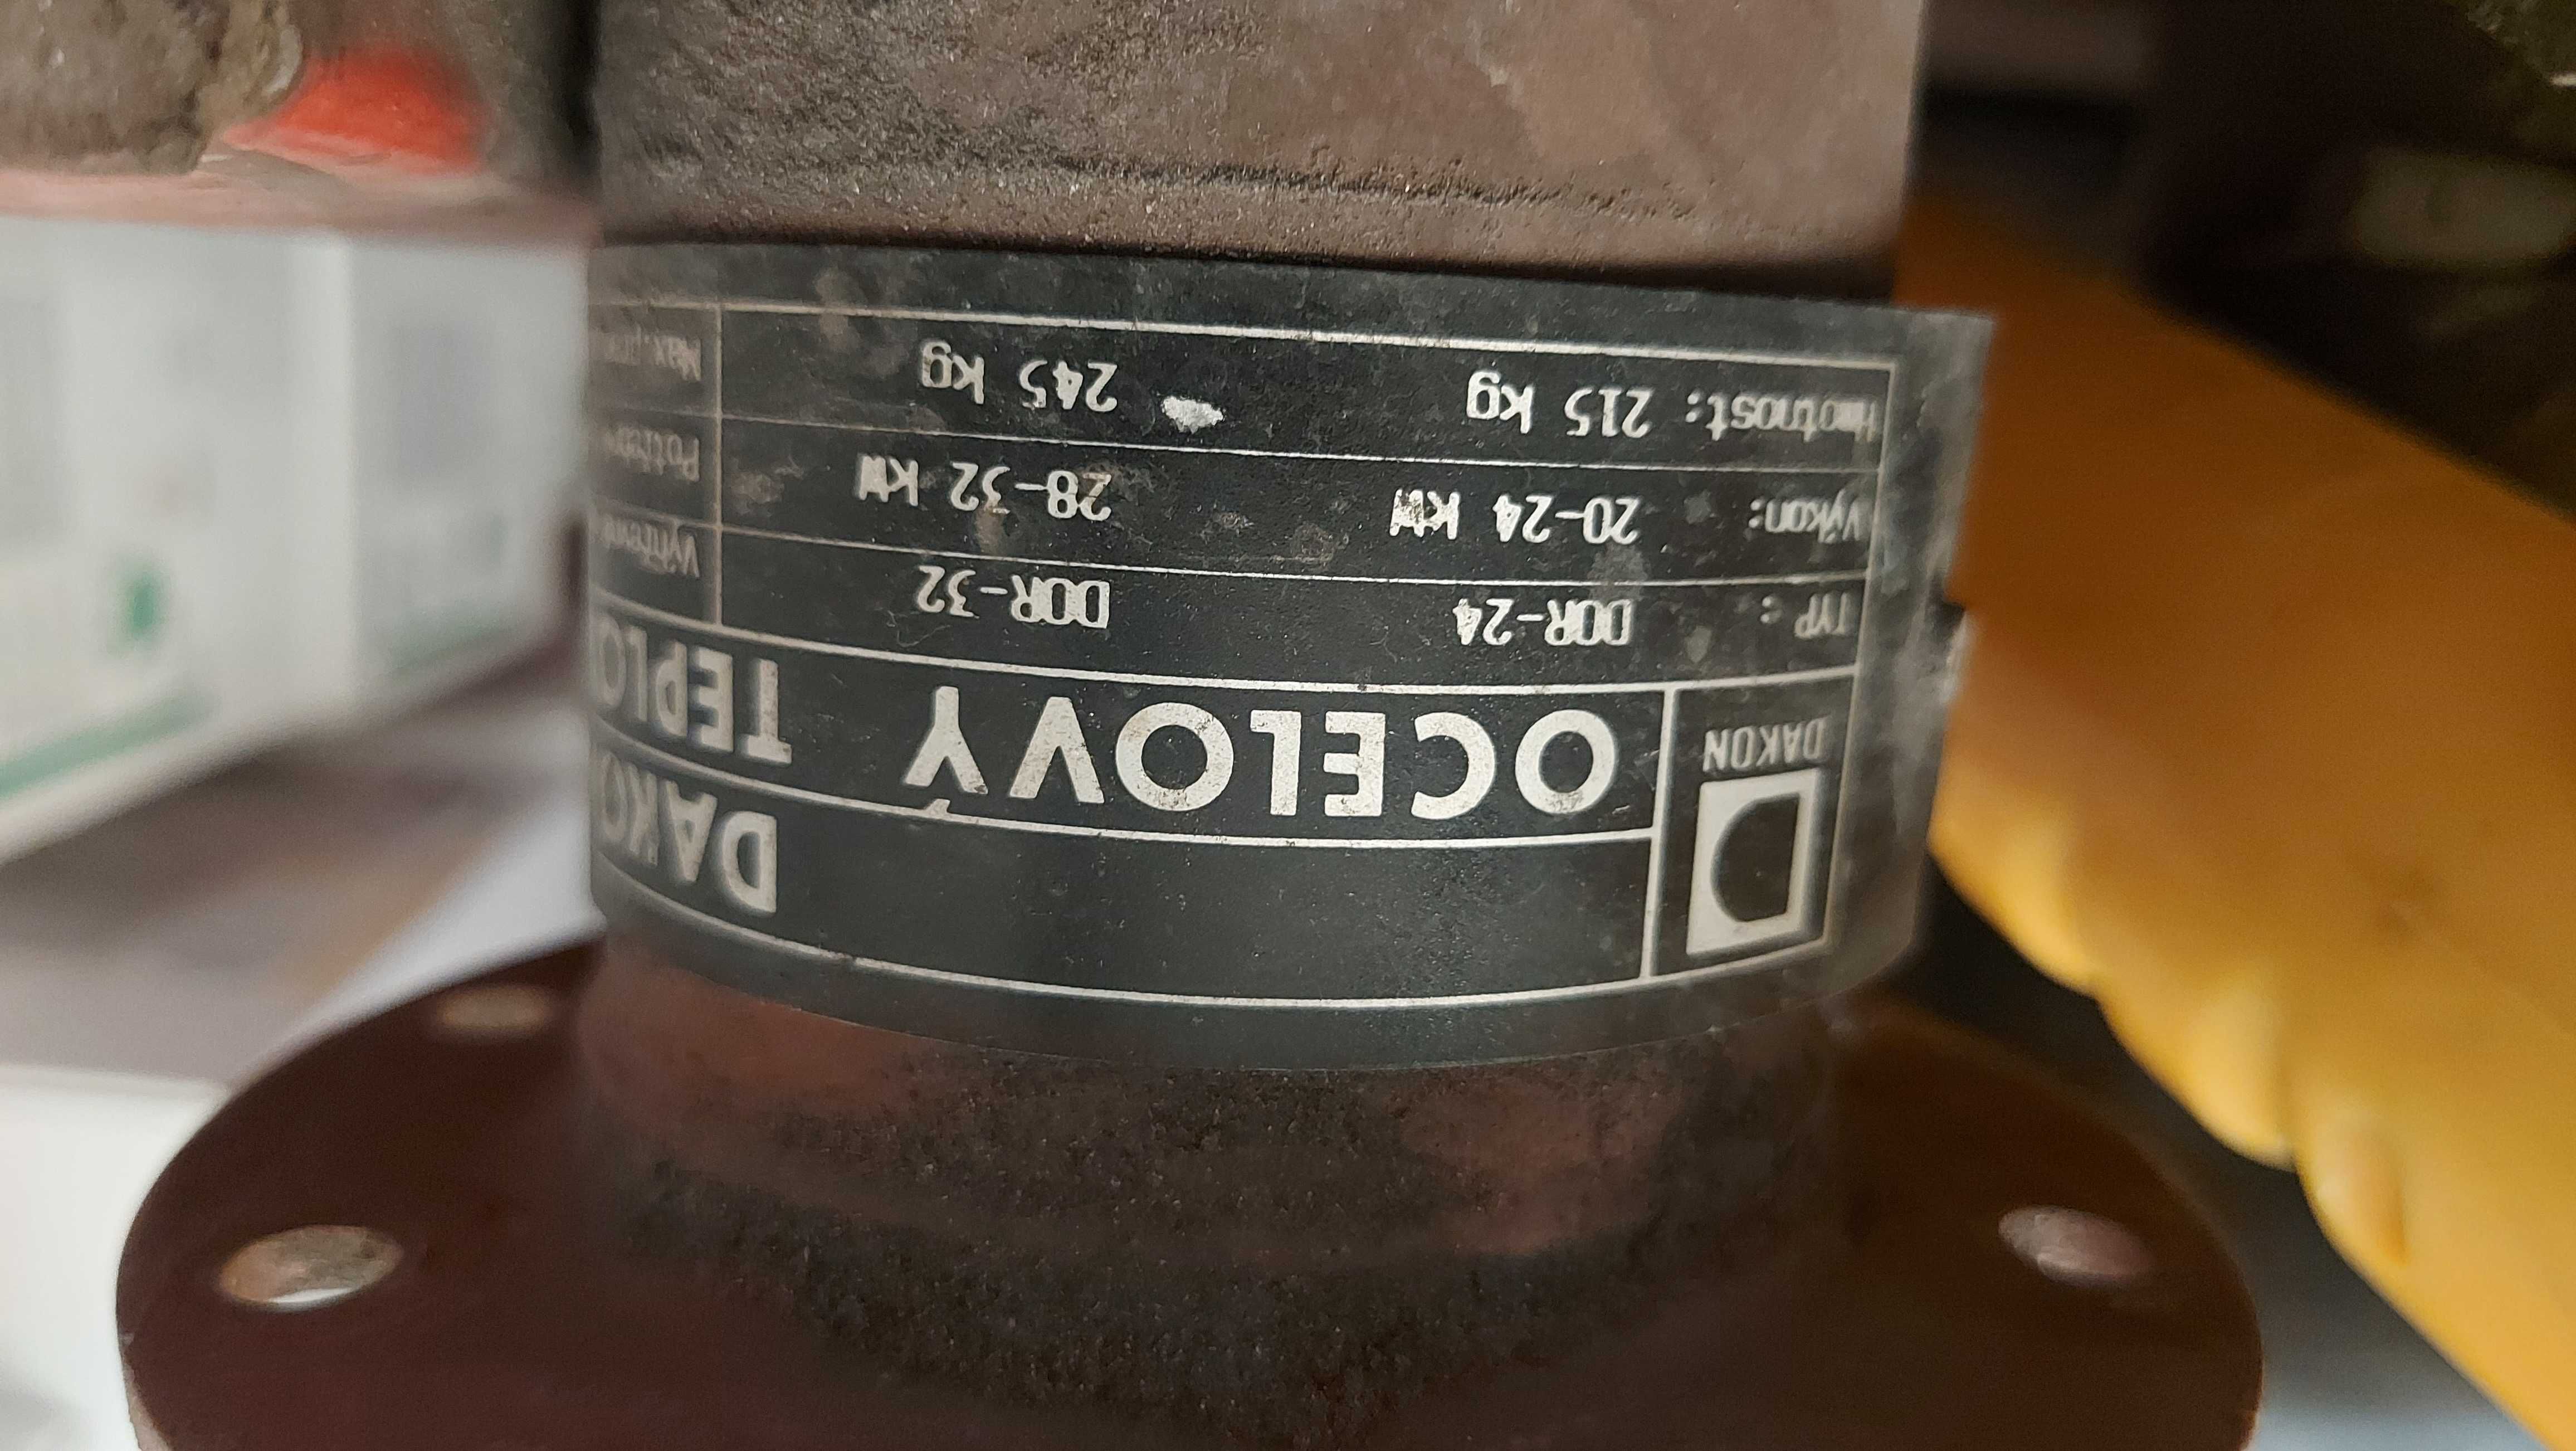 D DAKO
DAKON OCELOVÝ TEPLO
TYP : DOR-24 DOR-32
Výkon: 20-24 kW 28-32 kW
Hmotnost: 215 kg 245 kg Max.